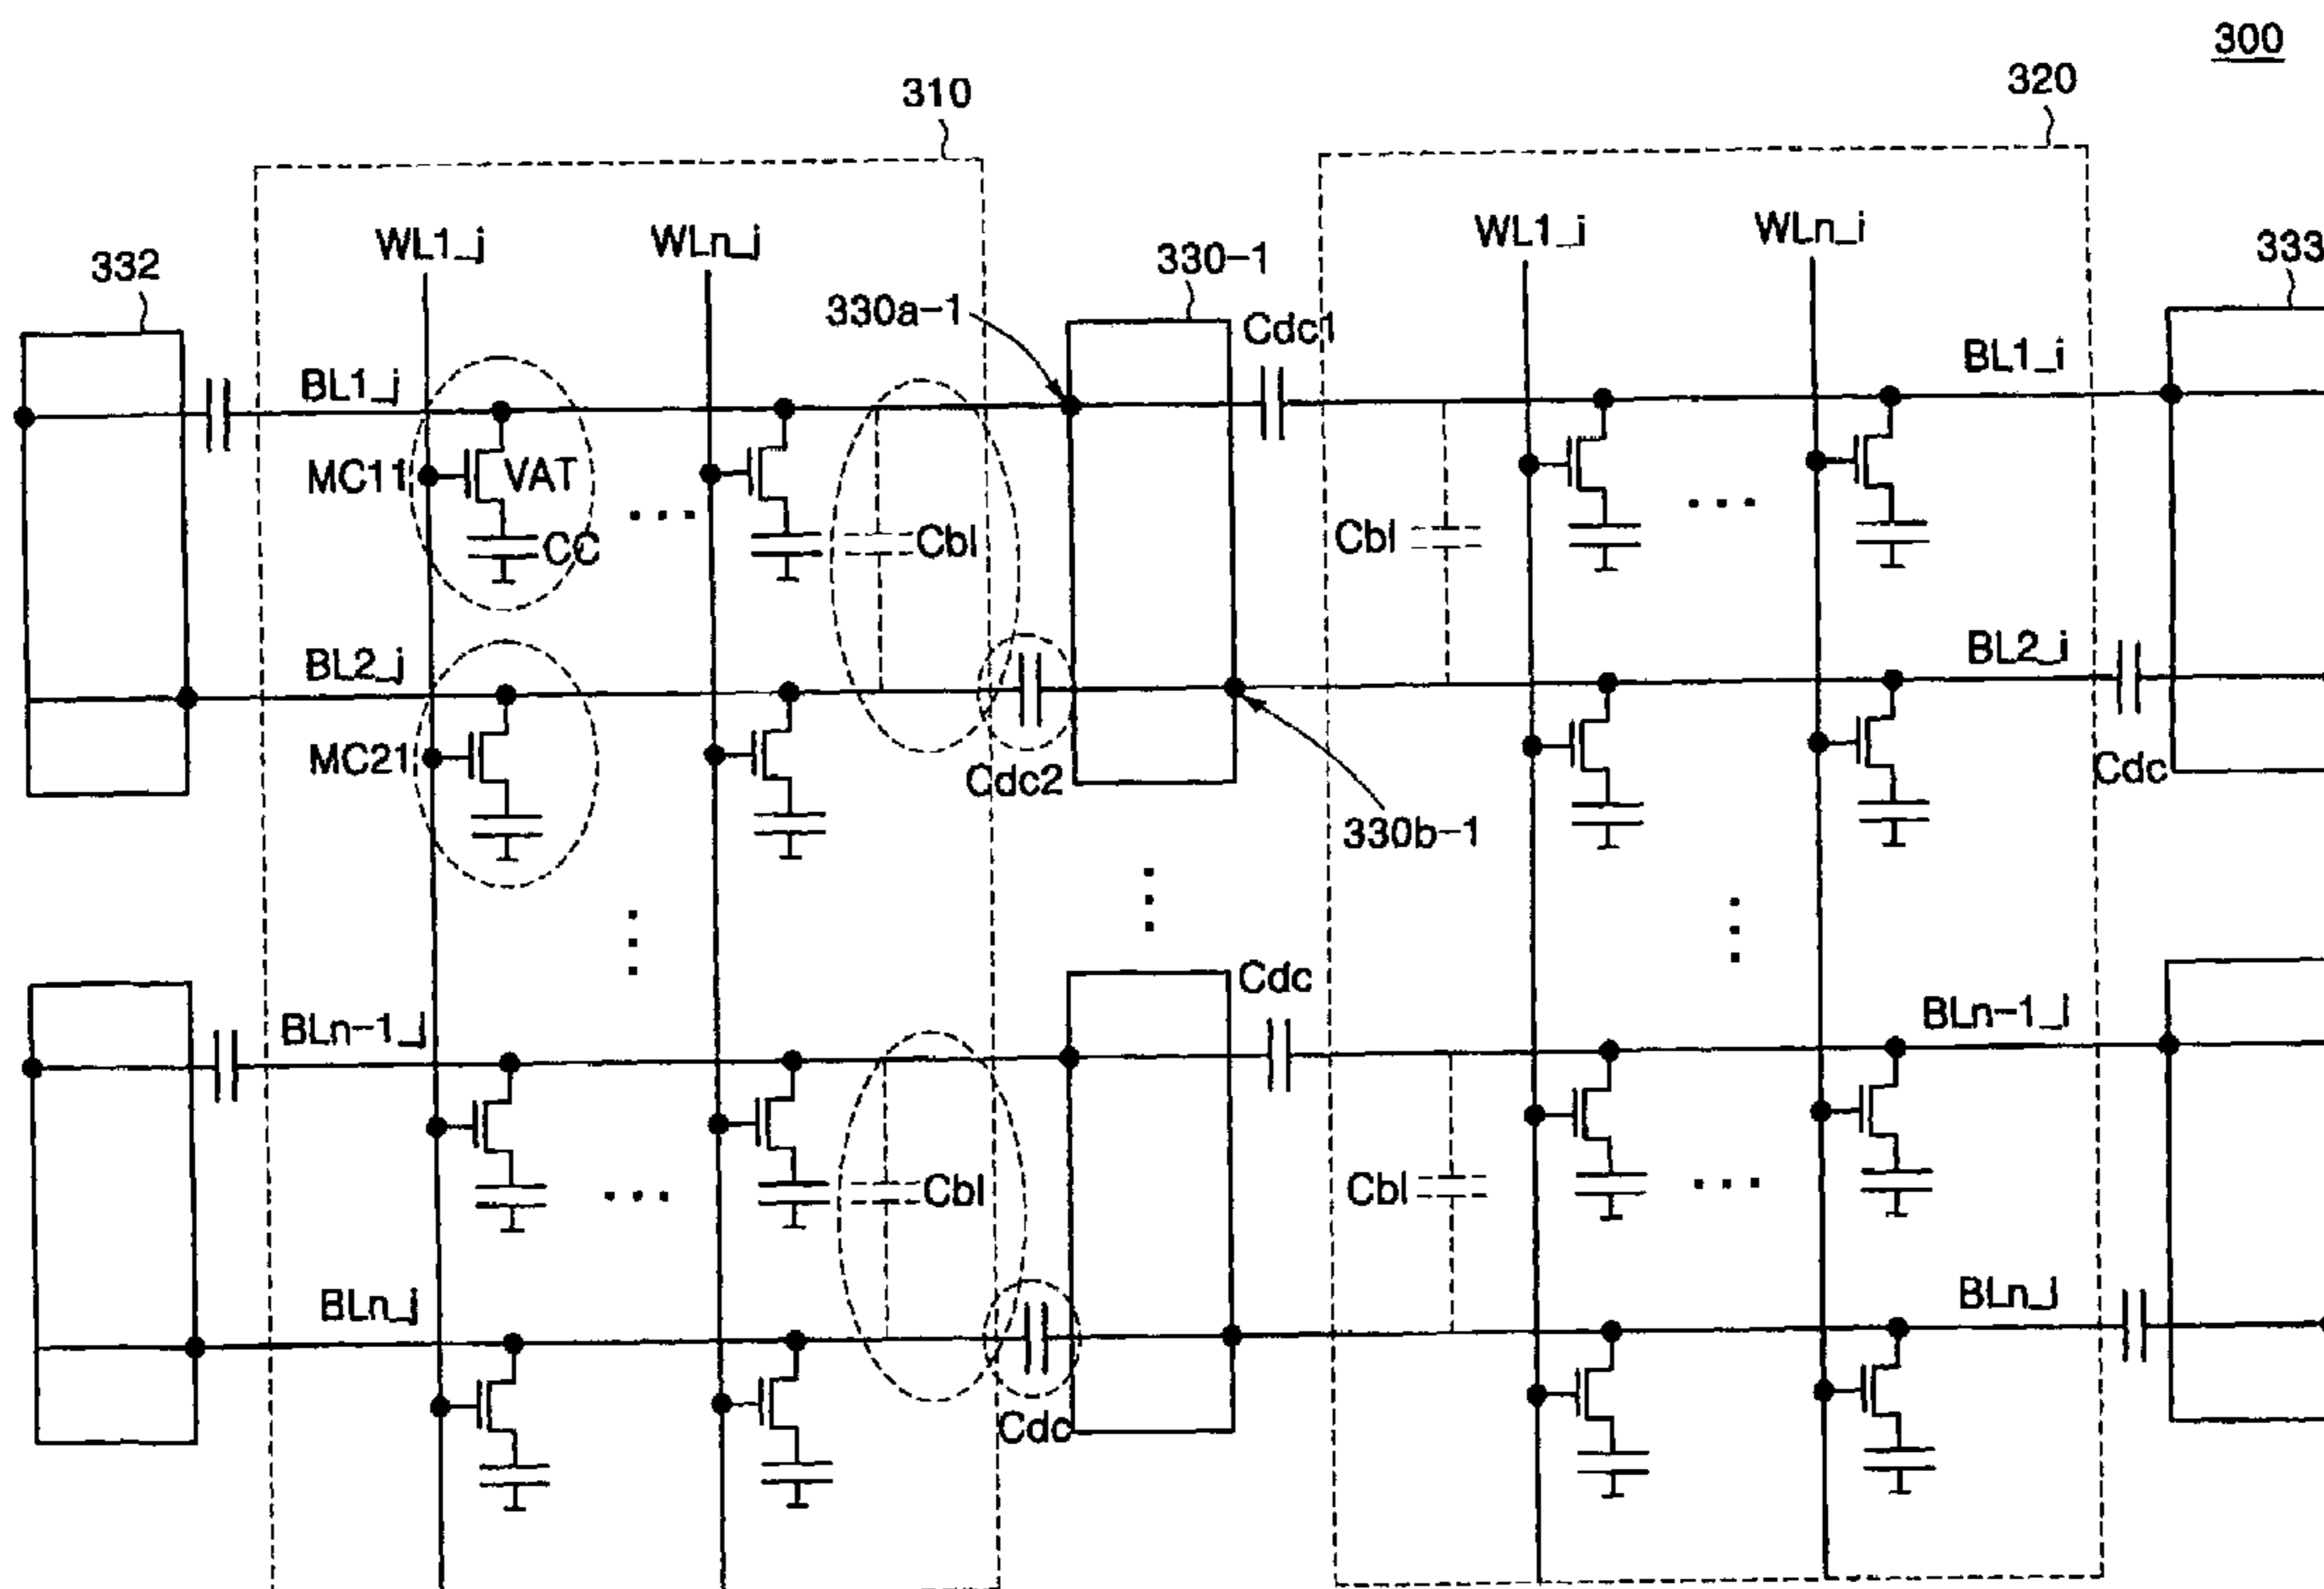 300
310
320
WL1_j
WLn_j
WL1_i
WLn_i
332
330-1
333
330a-1
Cdc1
BL1_j
BL1_i
MC11
VAT
CC
Cbl
Cbl
BL2_j
BL2_i
MC21
Cdc2
Cdc
330b-1
...
...
Cdc
BLn-1_j
BLn-1_i
Cbl
Cbl
...
...
BLn_j
BLn_i
Cdc